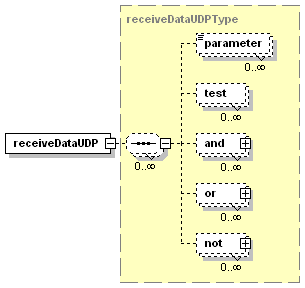 receiveDataUDPType
parameter
0..∞
test
0..∞
receiveDataUDP
and
0..∞
0..∞
or
0..∞
not
0..∞